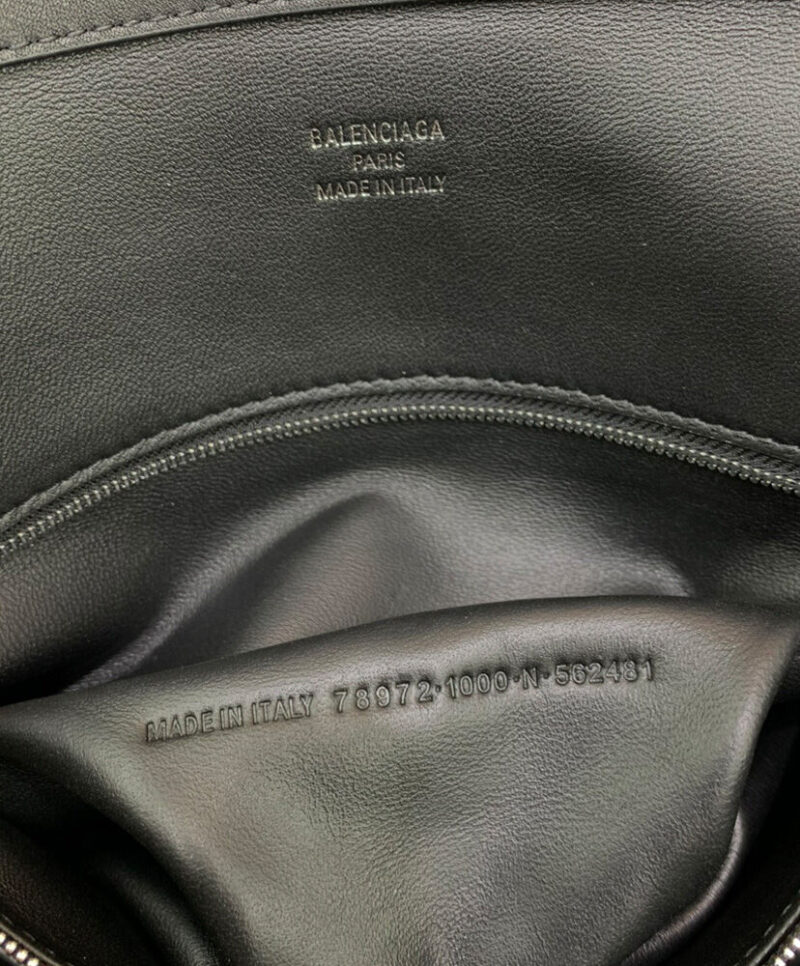 BALENCIAGA
PARIS
MADE IN ITALY
MADE IN ITALY 78972·1000·N·562481